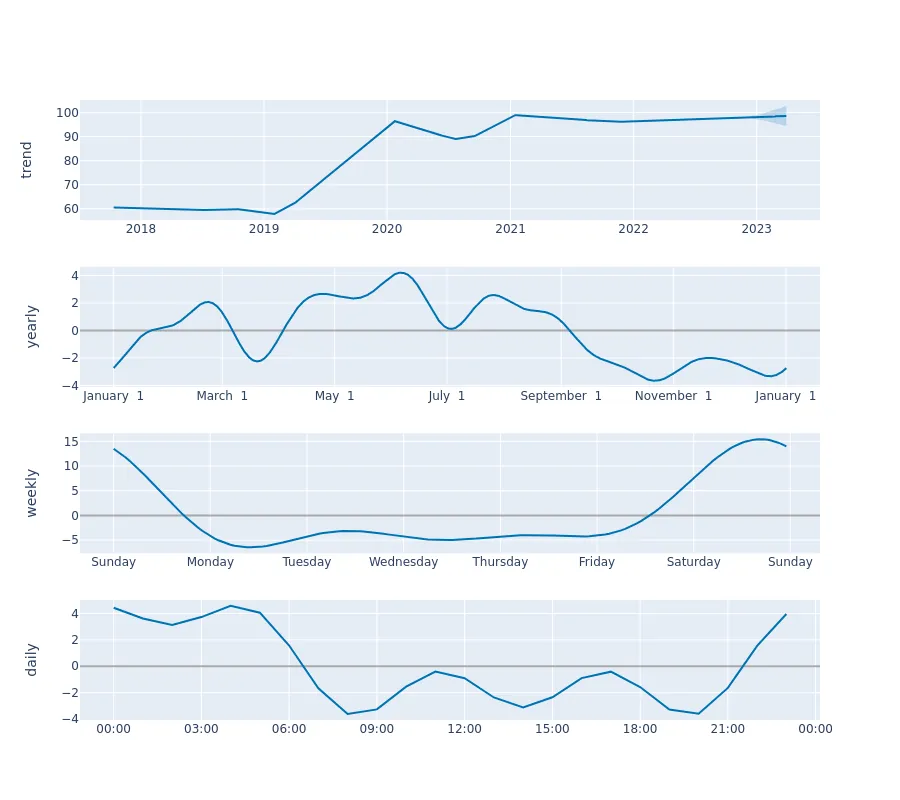 trend
100
90
80
70
60
2018 2019 2020 2021 2022 2023
yearly
4
2
0
−2
−4
January 1 March 1 May 1 July 1 September 1 November 1 January 1
weekly
15
10
5
0
−5
Sunday Monday Tuesday Wednesday Thursday Friday Saturday Sunday
daily
4
2
0
−2
−4
00:00 03:00 06:00 09:00 12:00 15:00 18:00 21:00 00:00